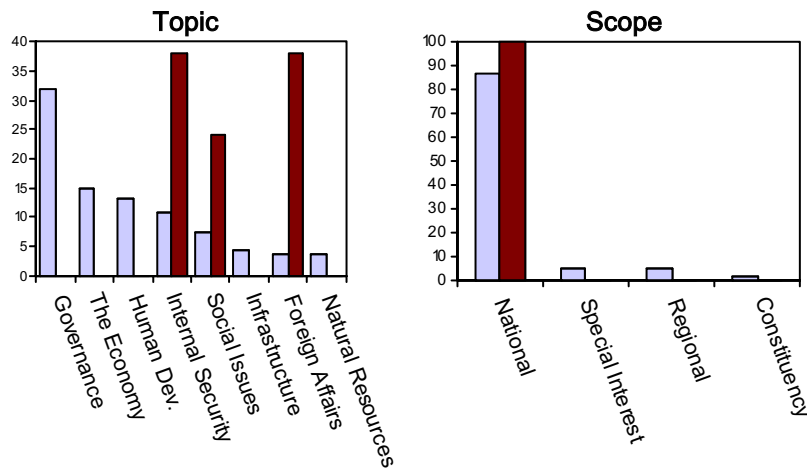 Topic
40
35
30
25
20
15
10
5
0
Governance
The Economy
Human Dev.
Internal Security
Social Issues
Infrastructure
Foreign Affairs
Natural Resources
Scope
100
90
80
70
60
50
40
30
20
10
0
National
Special Interest
Regional
Constituency